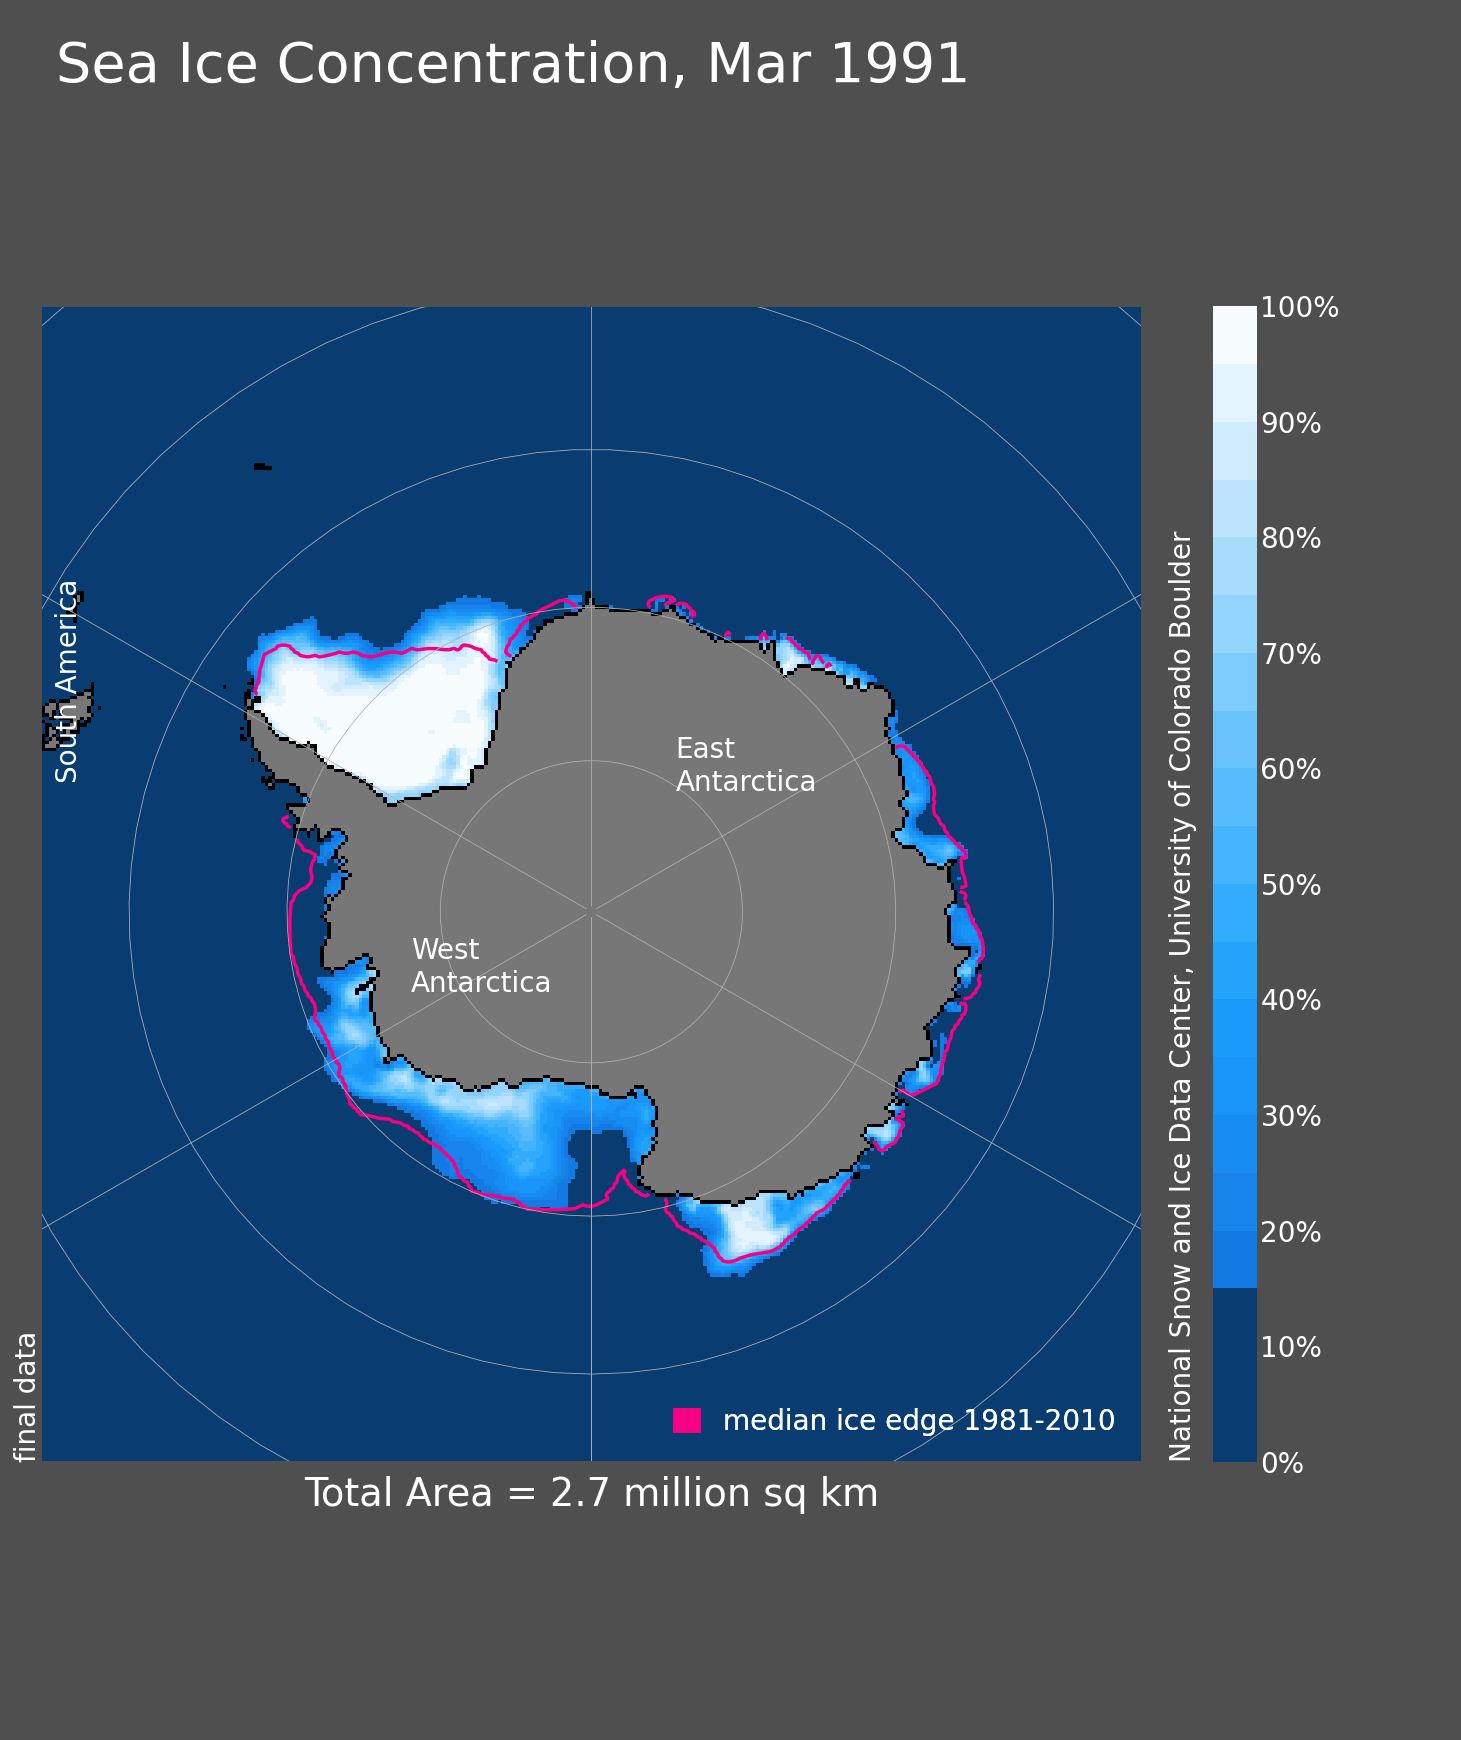 Sea Ice Concentration, Mar 1991
South America
East
Antarctica
West
Antarctica
median ice edge 1981-2010
final data
Total Area = 2.7 million sq km
National Snow and Ice Data Center, University of Colorado Boulder
100%
90%
80%
70%
60%
50%
40%
30%
20%
10%
0%